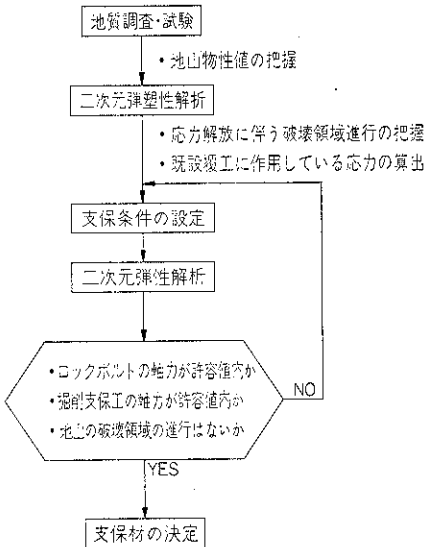 地質調査・試験
・地山物性値の把握
二次元弾塑性解析
・応力解放に伴う破壊領域進行の把握
・既設覆工に作用している応力の算出
支保条件の設定
二次元弾性解析
・ロックボルトの軸力が許容値内か
・鋼製支保工の軸力が許容値内か
・地山の破壊領域の進行はないか
NO
YES
支保材の決定